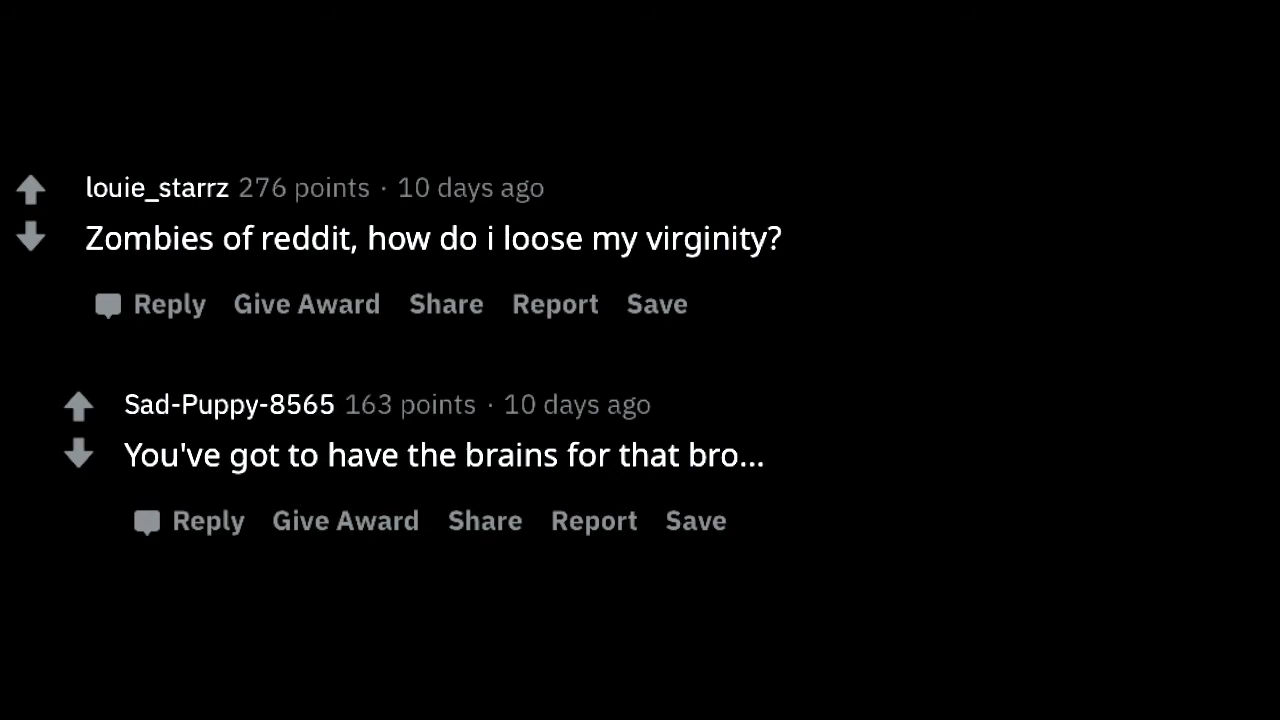 louie_starrz 276 points · 10 days ago
Zombies of reddit, how do i loose my virginity?
Reply Give Award Share Report Save
Sad-Puppy-8565 163 points · 10 days ago
You've got to have the brains for that bro...
Reply Give Award Share Report Save